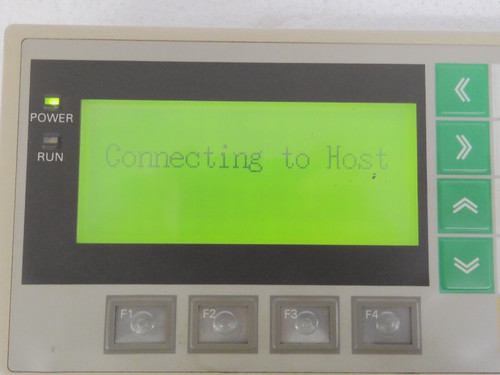 POWER
RUN
Connecting to Host
F1
F2
F3
F4